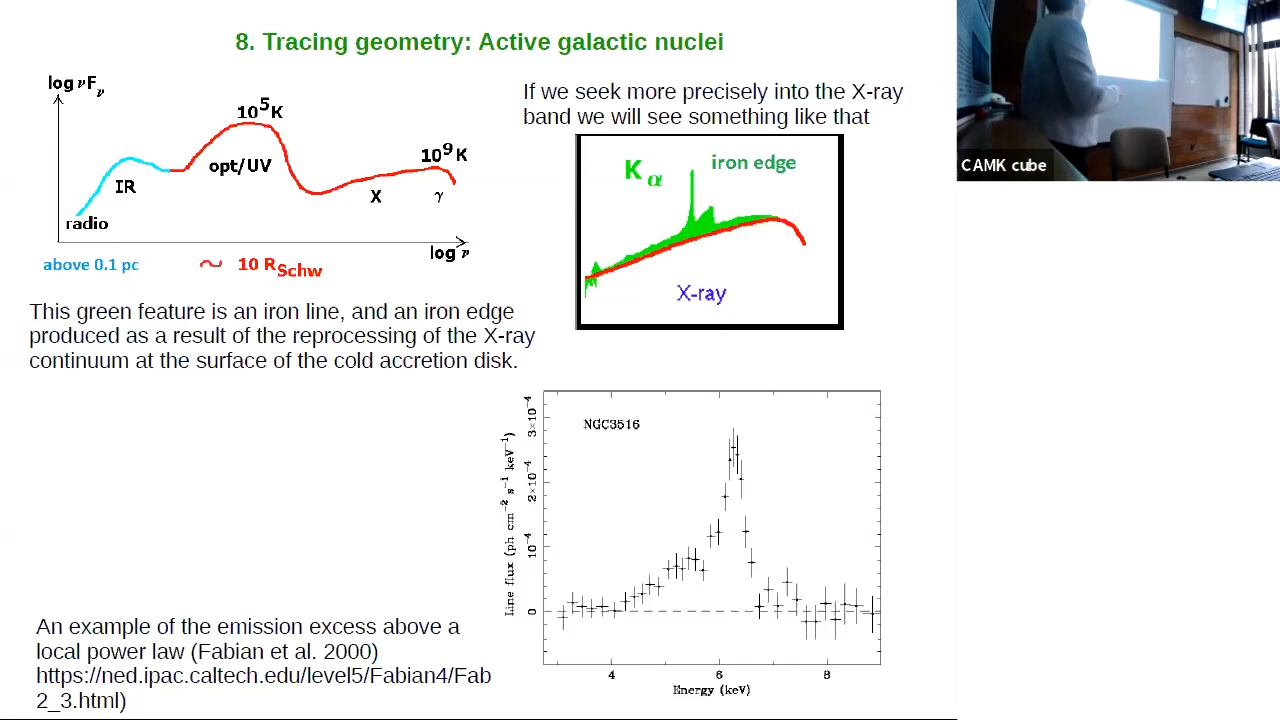 8. Tracing geometry: Active galactic nuclei
log νFν
10⁵K
opt/UV
IR
radio
10⁹K
X
γ
log ν
above 0.1 pc
~ 10 RSchw
If we seek more precisely into the X-ray
band we will see something like that
Kα
iron edge
X-ray
CAMK cube
This green feature is an iron line, and an iron edge
produced as a result of the reprocessing of the X-ray
continuum at the surface of the cold accretion disk.
NGC3516
Line flux (ph cm⁻² s⁻¹ keV⁻¹)
3×10⁻⁴
2×10⁻⁴
10⁻⁴
0
4 6 8
Energy (keV)
An example of the emission excess above a
local power law (Fabian et al. 2000)
https://ned.ipac.caltech.edu/level5/Fabian4/Fab
2_3.html)